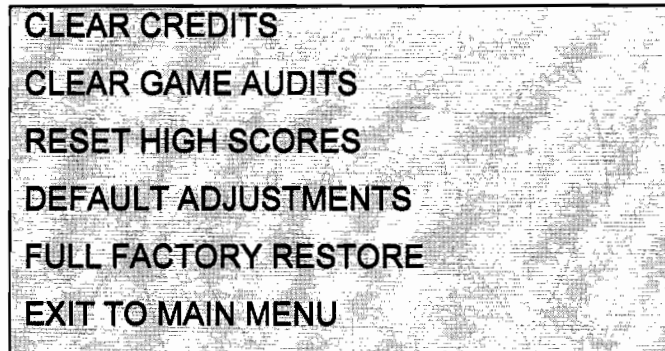 CLEAR CREDITS
CLEAR GAME AUDITS
RESET HIGH SCORES
DEFAULT ADJUSTMENTS
FULL FACTORY RESTORE
EXIT TO MAIN MENU